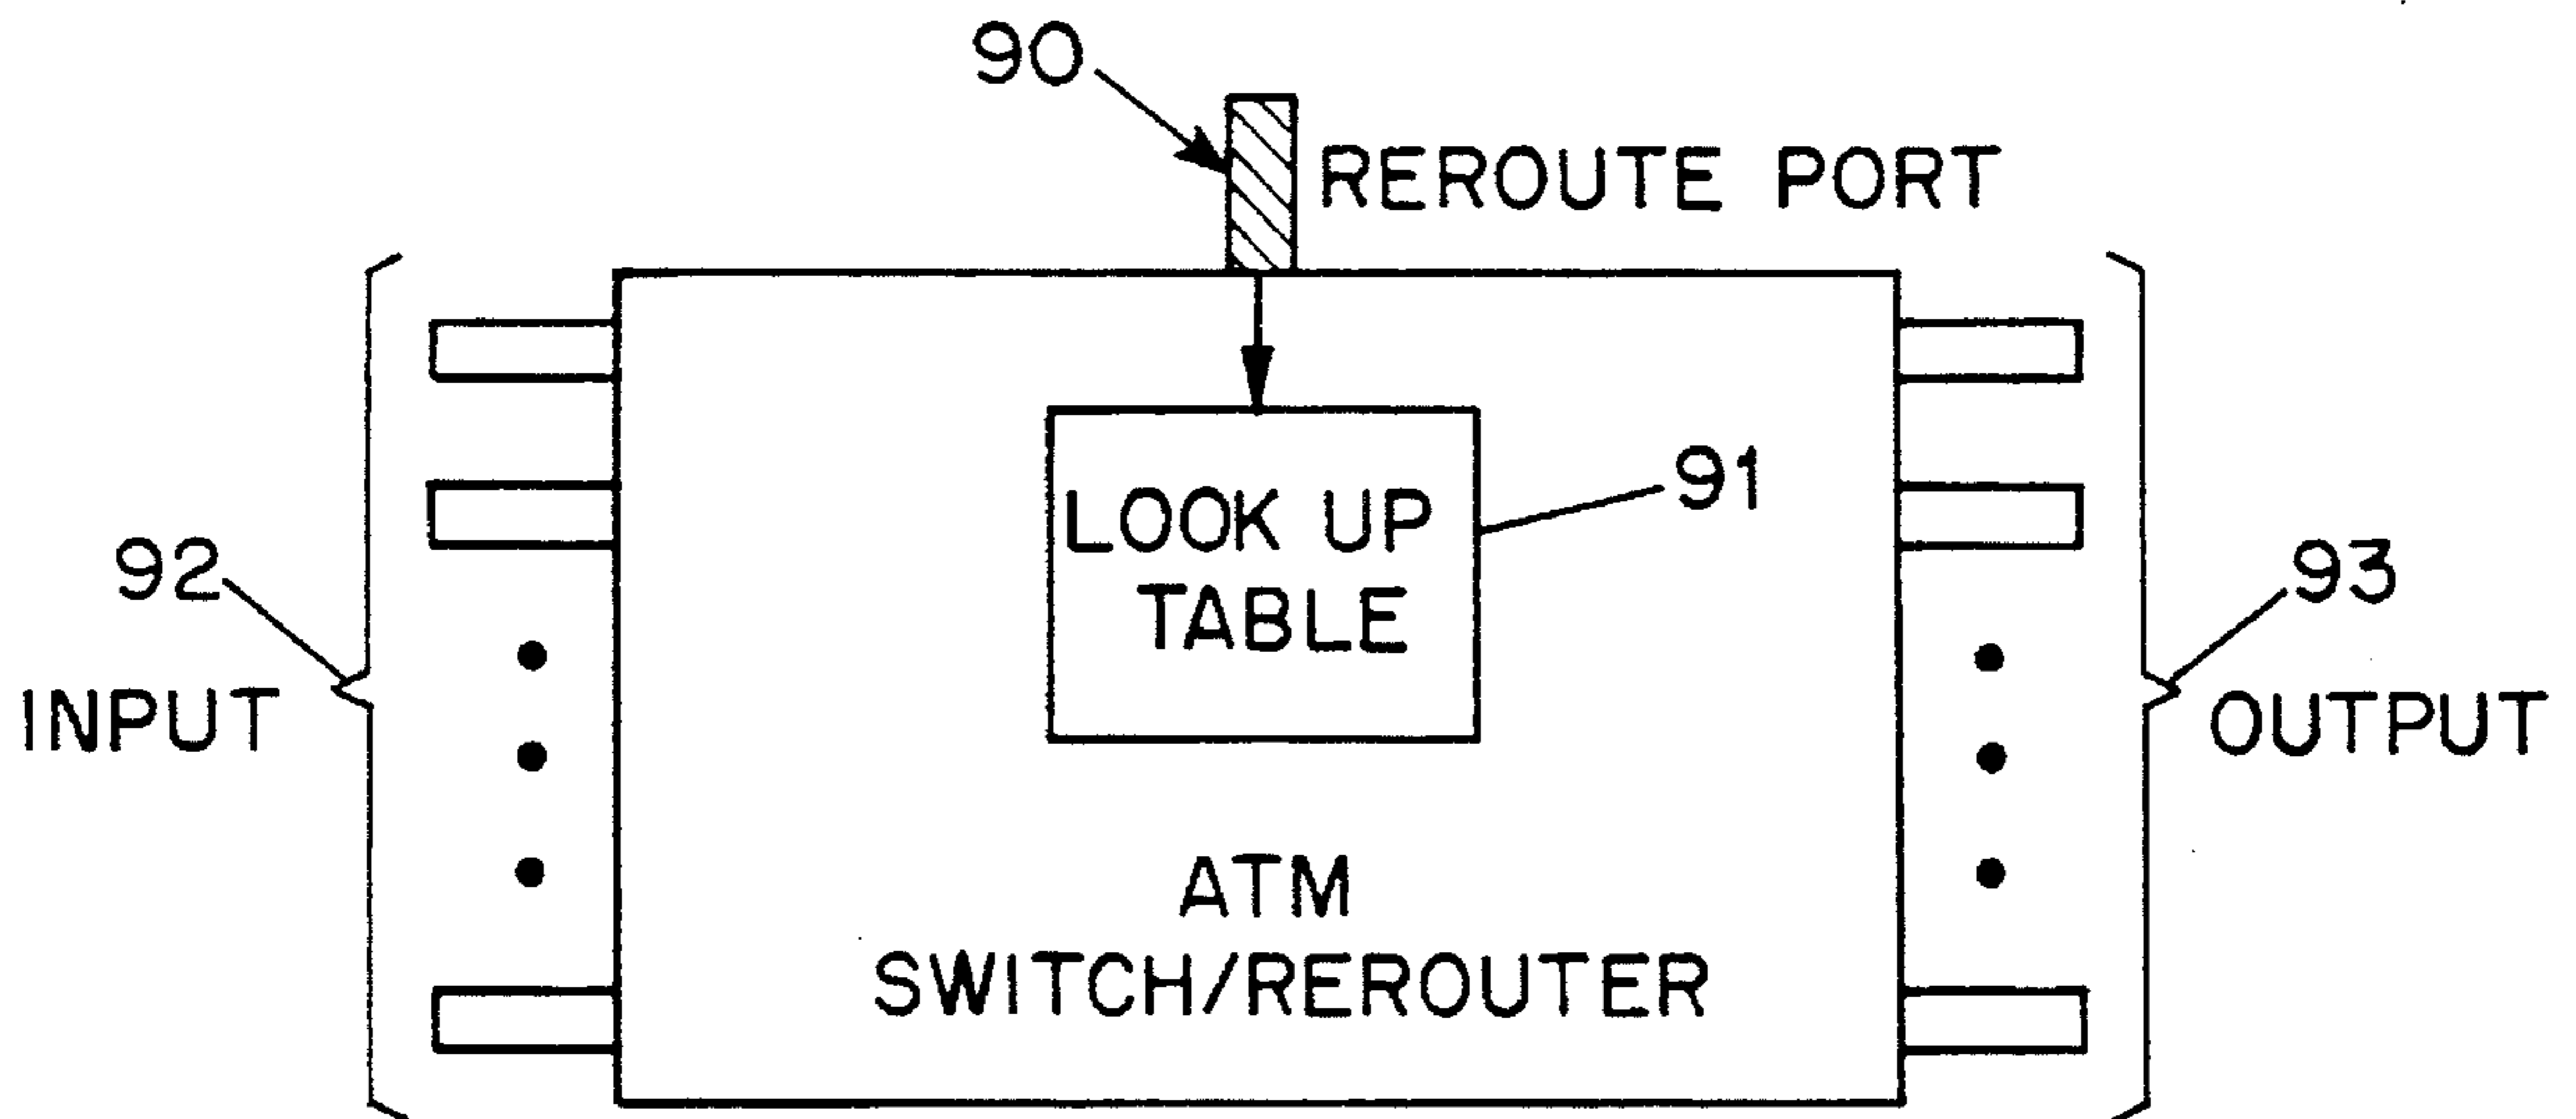 90
REROUTE PORT
91
LOOK UP
TABLE
92
INPUT
93
OUTPUT
ATM
SWITCH/REROUTER